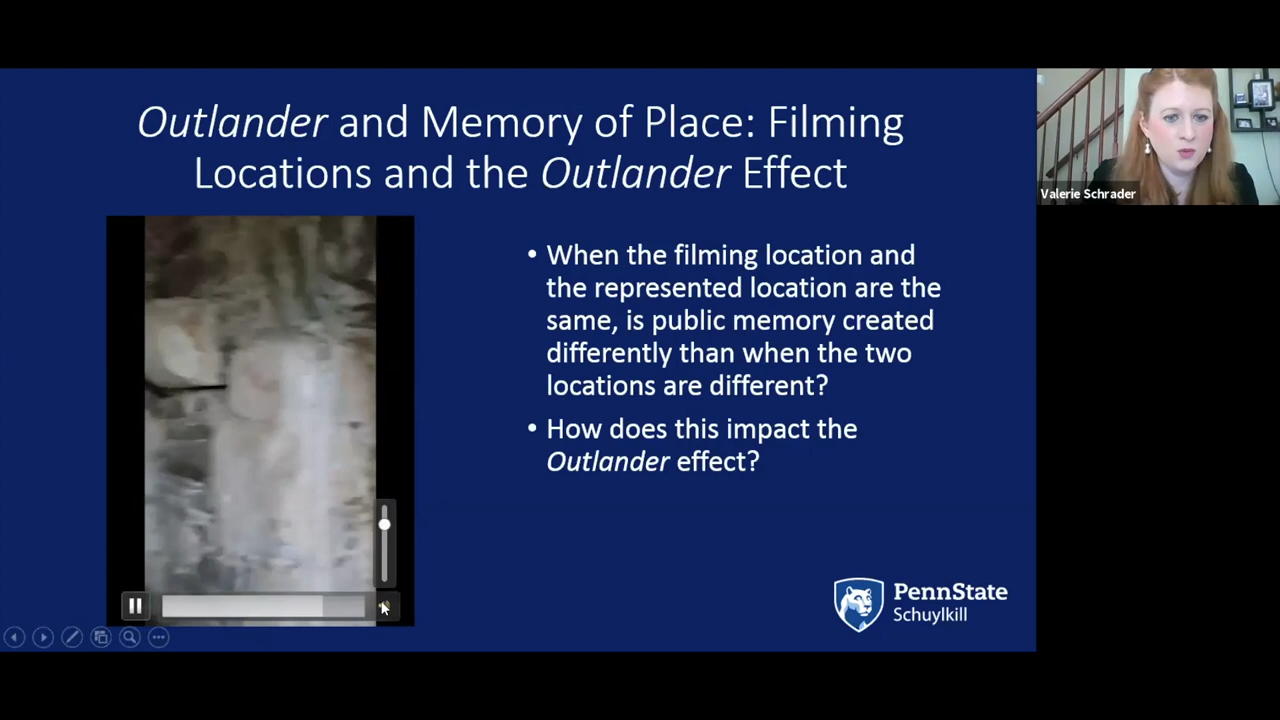 Outlander and Memory of Place: Filming
Locations and the Outlander Effect
• When the filming location and
the represented location are the
same, is public memory created
differently than when the two
locations are different?
• How does this impact the
Outlander effect?
PennState
Schuylkill
Valerie Schrader